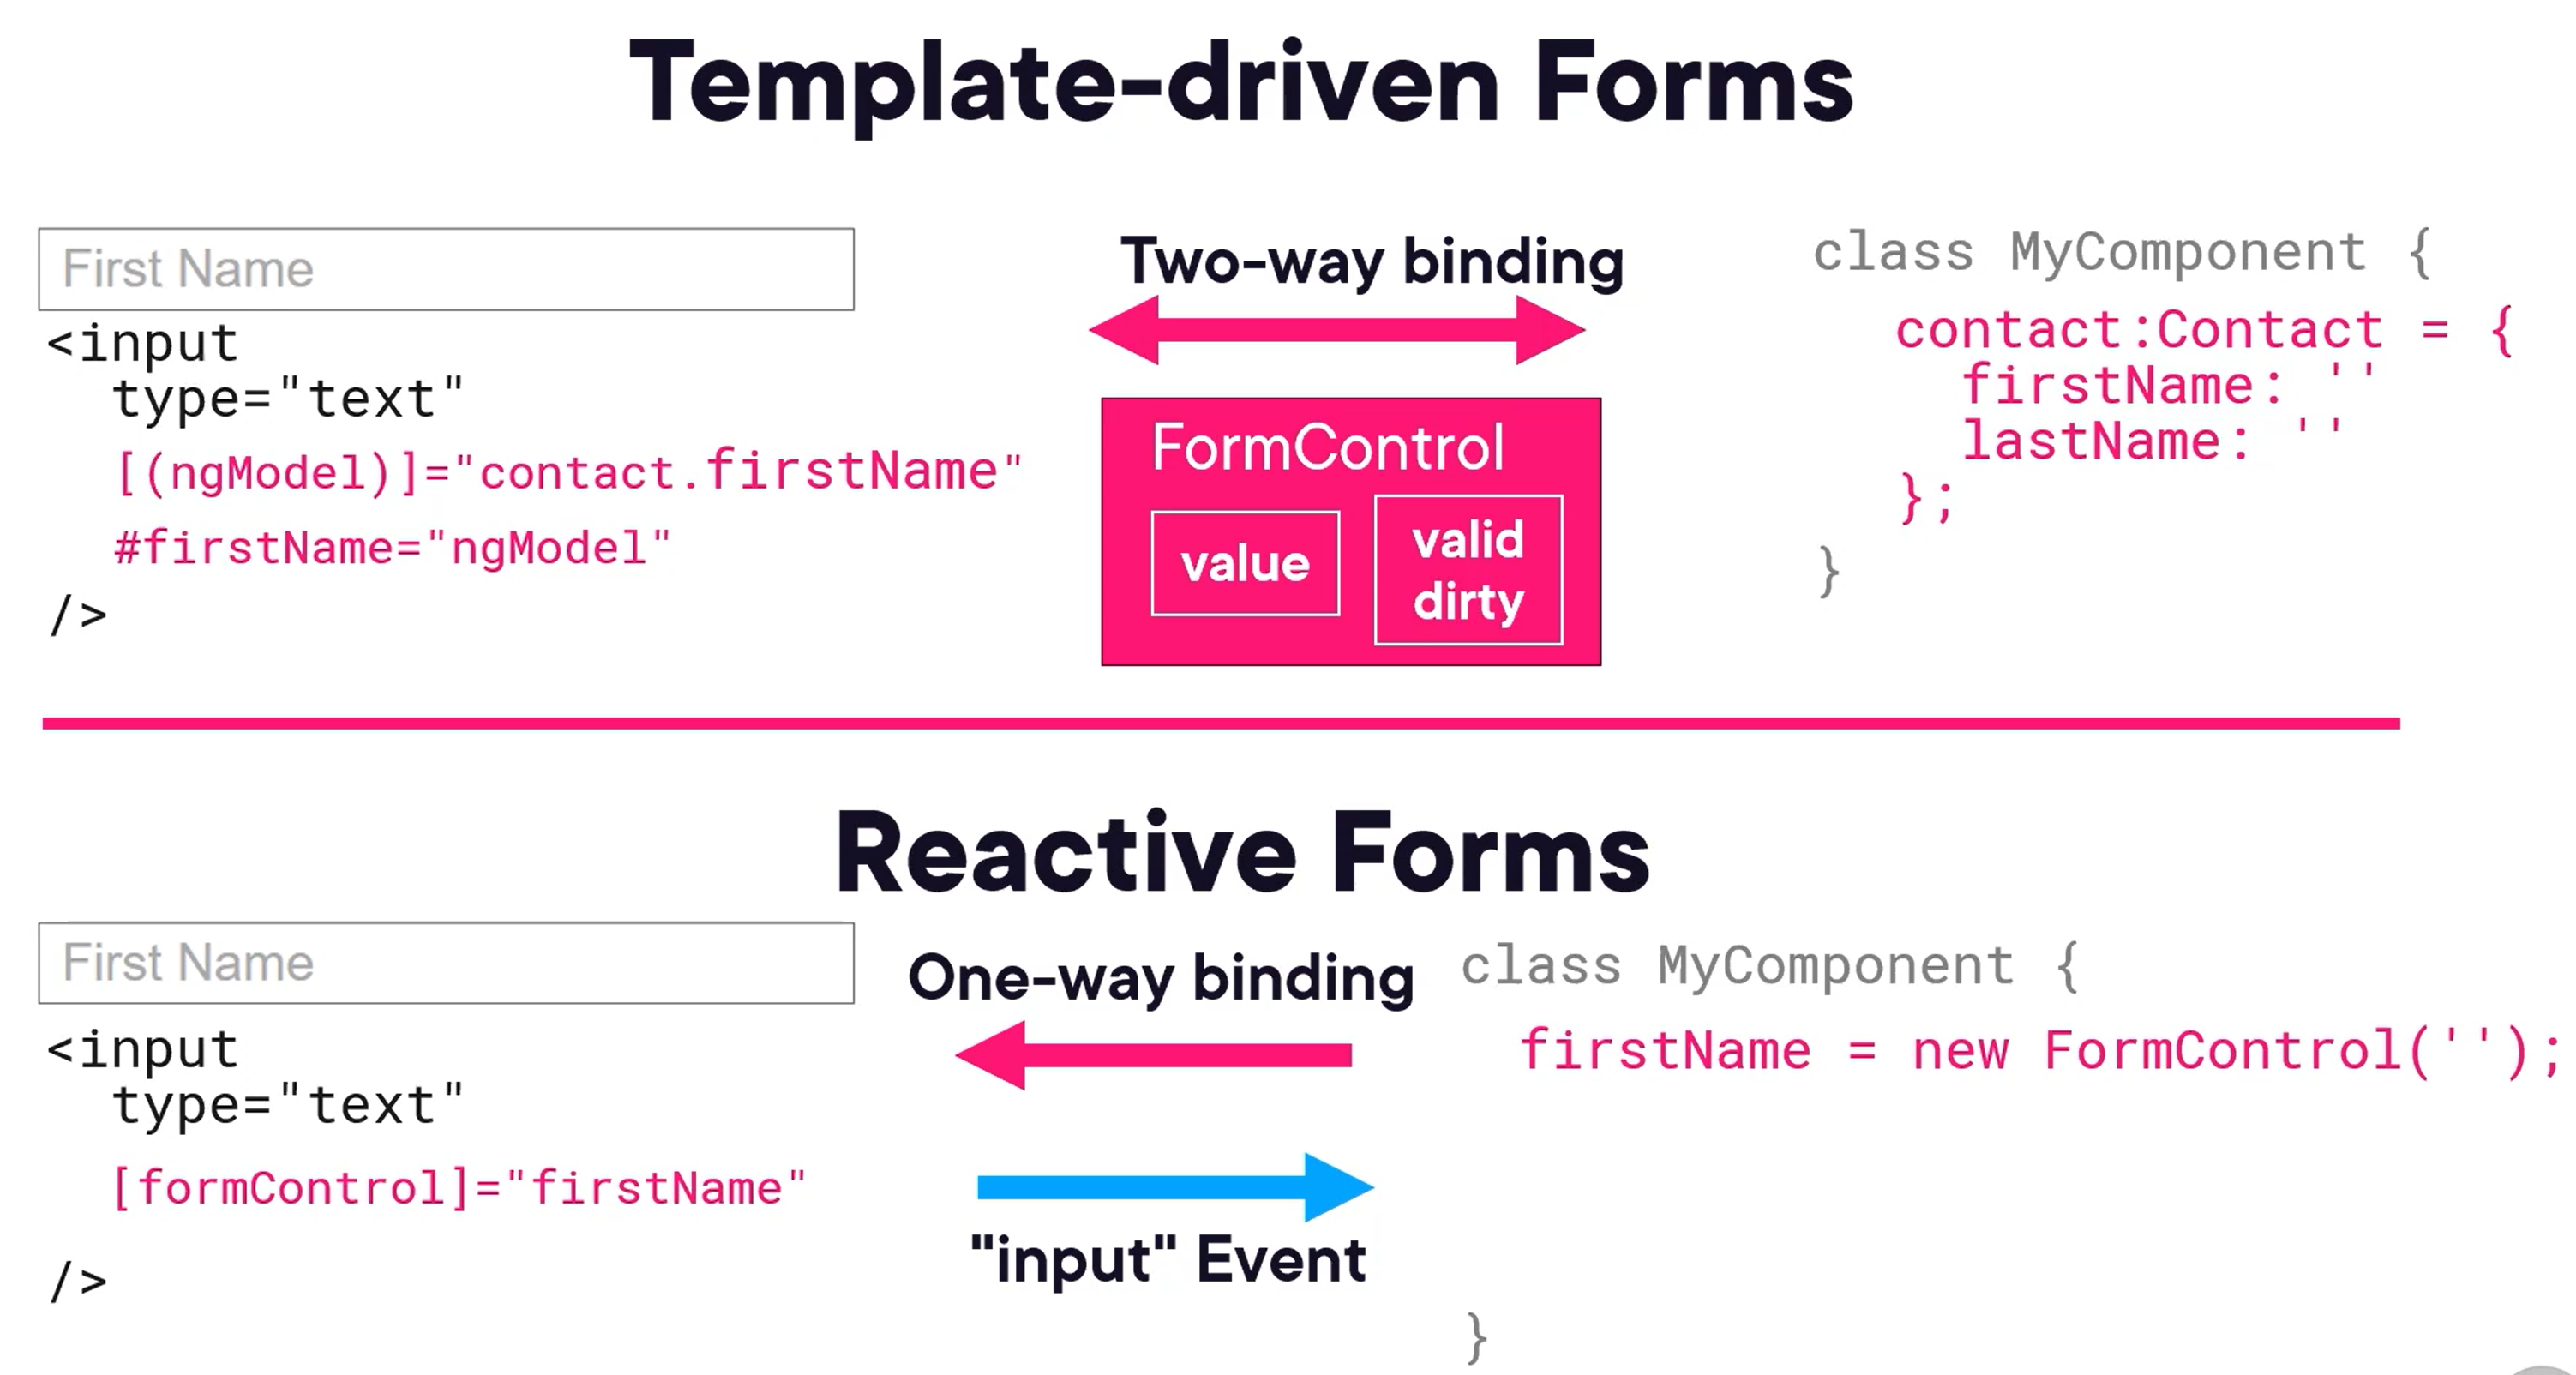 Template-driven Forms
First Name
<input
type="text"
[(ngModel)]="contact.firstName"
#firstName="ngModel"
/>
Two-way binding
FormControl
value
valid
dirty
class MyComponent {
contact:Contact = {
firstName: ''
lastName: ''
};
}
Reactive Forms
First Name
<input
type="text"
[formControl]="firstName"
/>
One-way binding
"input" Event
class MyComponent {
firstName = new FormControl('');
}